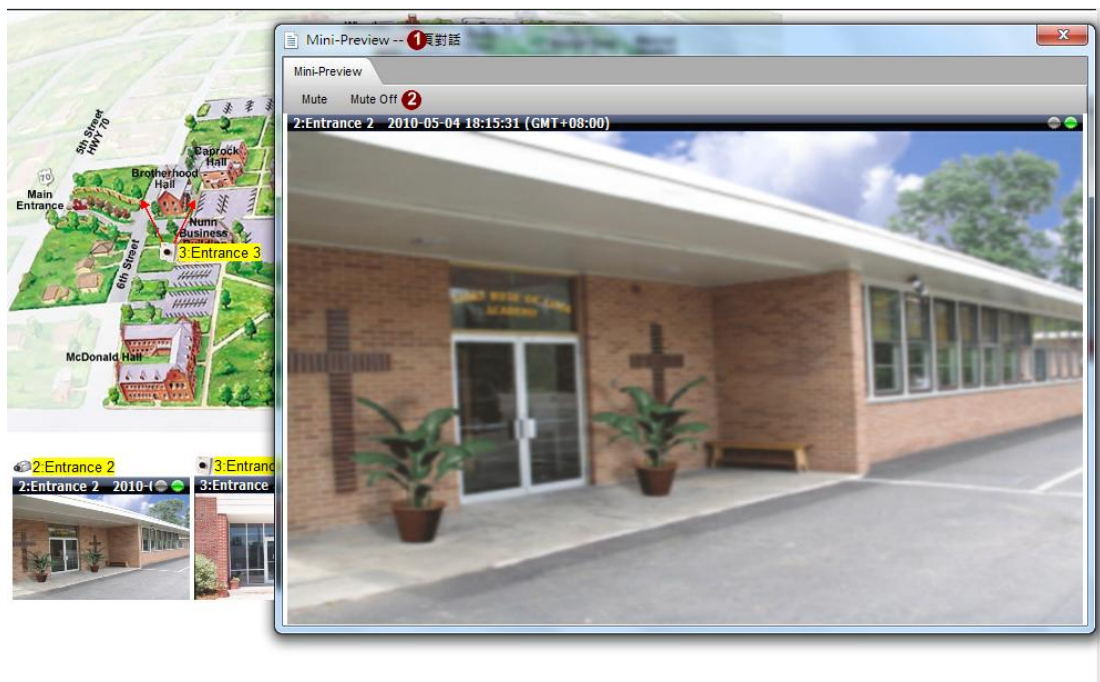 Mini-Preview -- 1 頁對話
X
Mini-Preview
Mute Mute Off 2
2:Entrance 2 2010-05-04 18:15:31 (GMT+08:00)
5th Street
HWY 70
70
Caprock
Hall
Brotherhood
Hall
Main
Entrance
Nunn
Business
3:Entrance 3
6th Street
McDonald Hall
2:Entrance 2
3:Entranc
2:Entrance 2 2010-(
3:Entrance